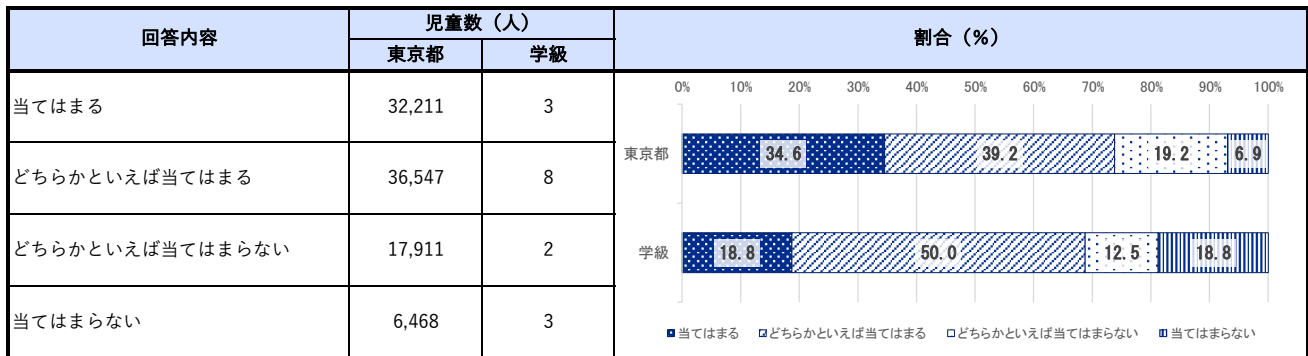 回答内容 児童数（人） 割合（%）
東京都 学級
当てはまる 32,211 3
どちらかといえば当てはまる 36,547 8
どちらかといえば当てはまらない 17,911 2
当てはまらない 6,468 3
0% 10% 20% 30% 40% 50% 60% 70% 80% 90% 100%
東京都 34.6 39.2 19.2 6.9
学級 18.8 50.0 12.5 18.8
当てはまる どちらかといえば当てはまる どちらかといえば当てはまらない 当てはまらない